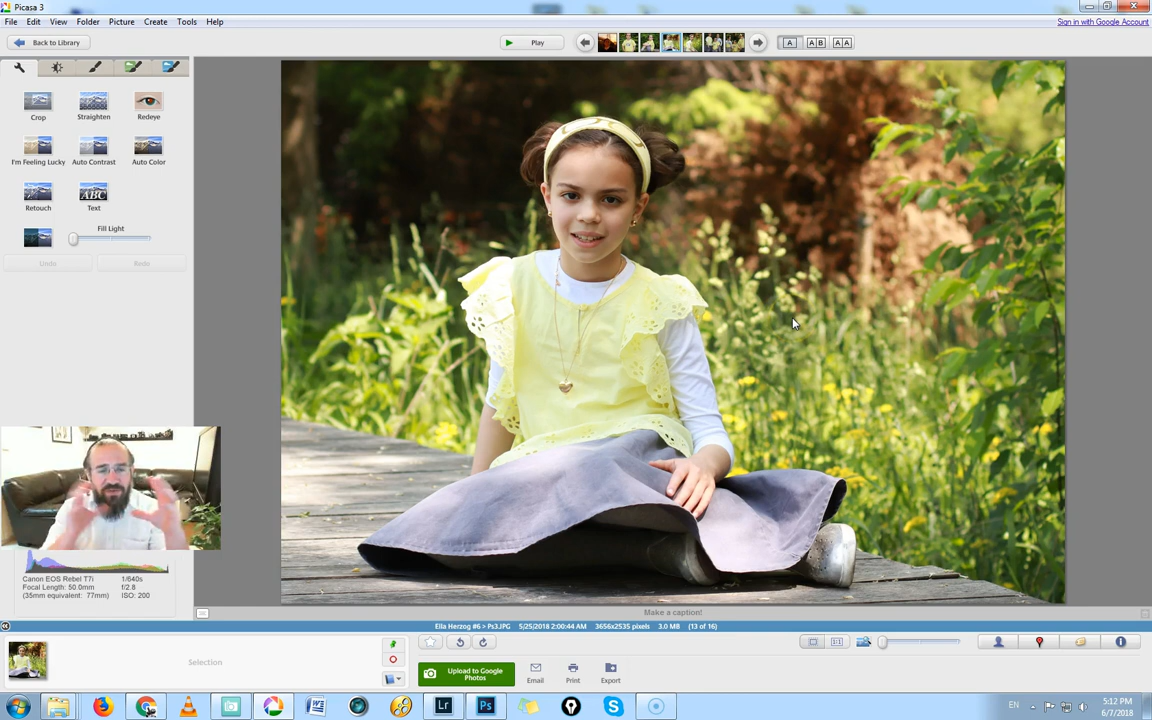 Picasa 3
File Edit View Folder Picture Create Tools Help
Sign in with Google Account
Back to Library
Play
A
A B
A A
Crop
Straighten
Redeye
I'm Feeling Lucky
Auto Contrast
Auto Color
ABC
Retouch
Text
Fill Light
Undo
Redo
Canon EOS Rebel T7i 1/640s
Focal Length: 50.0mm f/2.8
(35mm equivalent: 77mm) ISO: 200
Make a caption!
Ella Herzog #6 > Ps3.JPG 5/25/2018 2:00:44 AM 3656x2535 pixels 3.0 MB (13 of 16)
Selection
1:1
Upload to Google
Photos
Email
Print
Export
W
Lr
Ps
S
EN
5:12 PM
6/7/2018